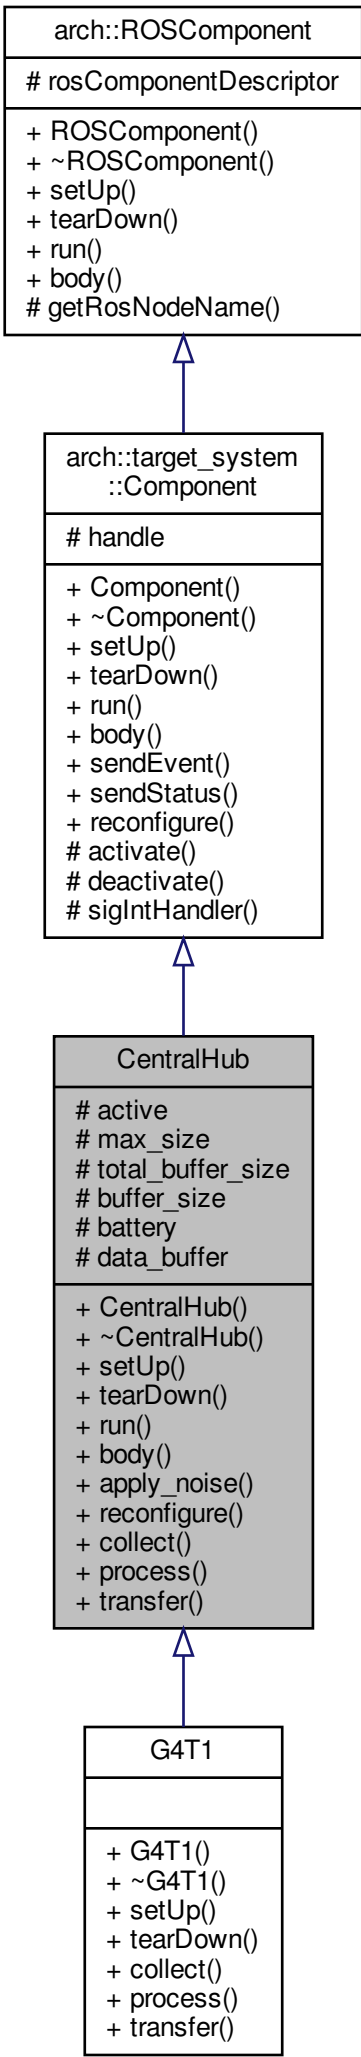 arch::ROSComponent
# rosComponentDescriptor
+ ROSComponent()
+ ~ROSComponent()
+ setUp()
+ tearDown()
+ run()
+ body()
# getRosNodeName()
arch::target_system
::Component
# handle
+ Component()
+ ~Component()
+ setUp()
+ tearDown()
+ run()
+ body()
+ sendEvent()
+ sendStatus()
+ reconfigure()
# activate()
# deactivate()
# sigIntHandler()
CentralHub
# active
# max_size
# total_buffer_size
# buffer_size
# battery
# data_buffer
+ CentralHub()
+ ~CentralHub()
+ setUp()
+ tearDown()
+ run()
+ body()
+ apply_noise()
+ reconfigure()
+ collect()
+ process()
+ transfer()
G4T1
+ G4T1()
+ ~G4T1()
+ setUp()
+ tearDown()
+ collect()
+ process()
+ transfer()